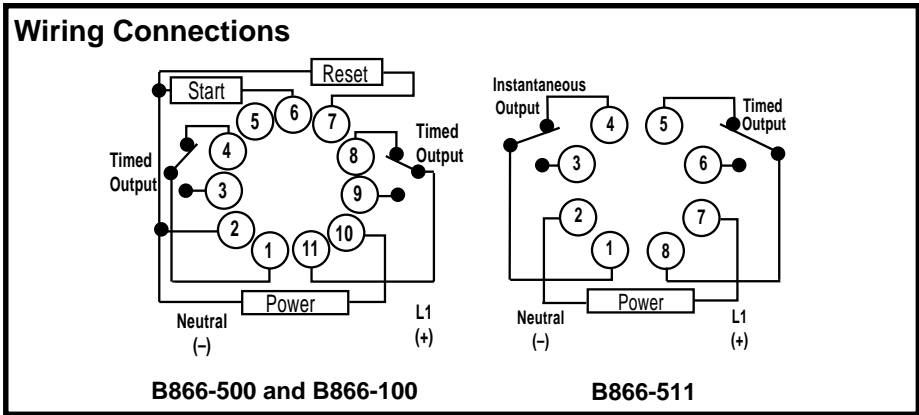 Wiring Connections
Reset
Start
5
6
7
4
8
Timed
Output
Timed
Output
3
9
2
10
1
11
Power
Neutral
(–)
L1
(+)
B866-500 and B866-100
Instantaneous
Output
4
5
Timed
Output
3
6
2
7
1
8
Power
Neutral
(–)
L1
(+)
B866-511